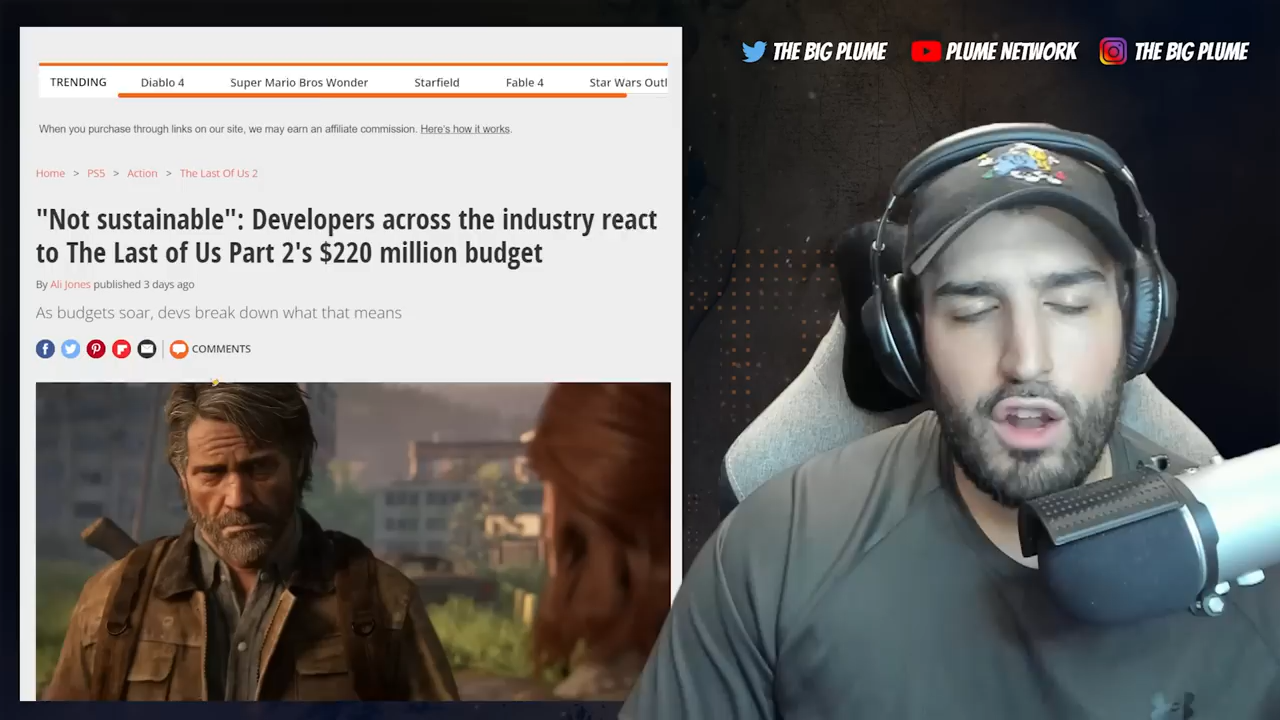 THE BIG PLUME PLUME NETWORK THE BIG PLUME
TRENDING Diablo 4 Super Mario Bros Wonder Starfield Fable 4 Star Wars Outl
When you purchase through links on our site, we may earn an affiliate commission. Here's how it works.
Home > PS5 > Action > The Last Of Us 2
"Not sustainable": Developers across the industry react
to The Last of Us Part 2's $220 million budget
By Ali Jones published 3 days ago
As budgets soar, devs break down what that means
COMMENTS